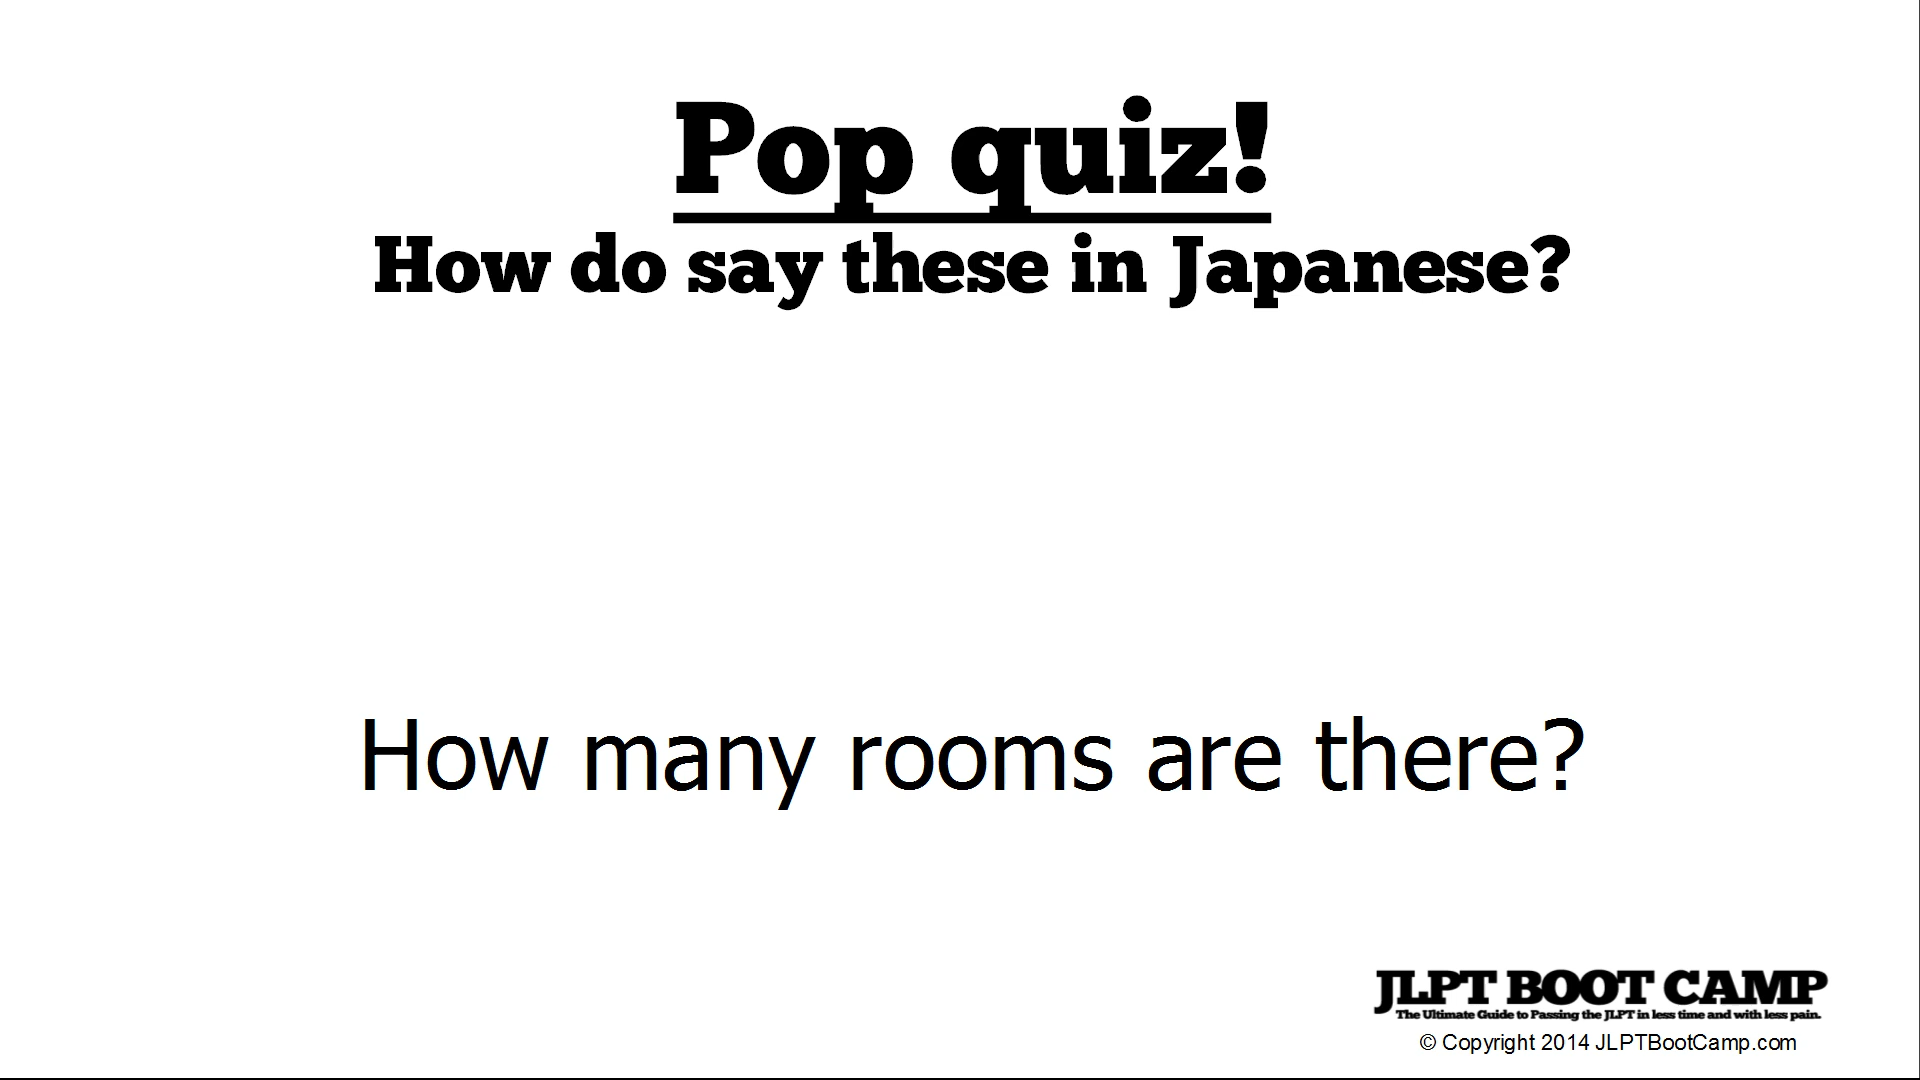 Pop quiz!
How do say these in Japanese?
How many rooms are there?
JLPT BOOT CAMP
The Ultimate Guide to Passing the JLPT in less time and with less pain.
© Copyright 2014 JLPTBootCamp.com